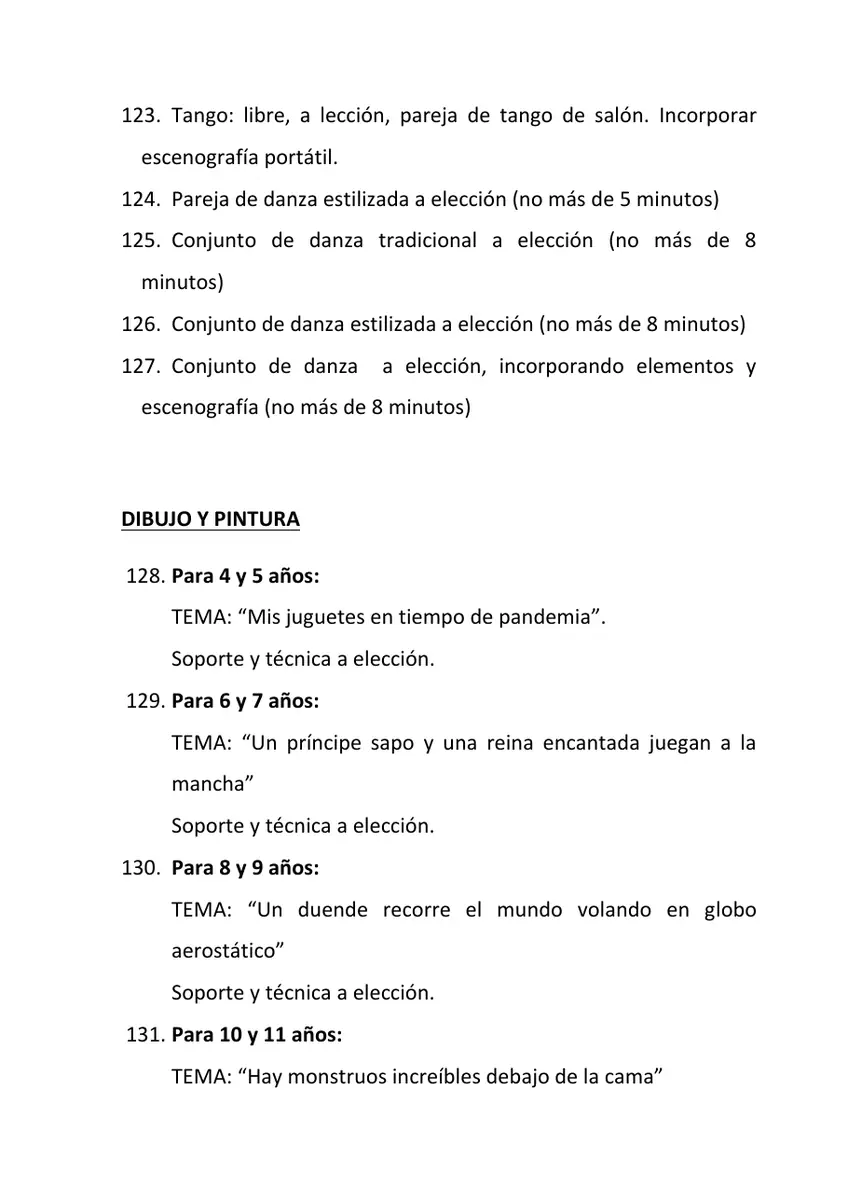 123. Tango: libre, a lección, pareja de tango de salón. Incorporar
escenografía portátil.
124. Pareja de danza estilizada a elección (no más de 5 minutos)
125. Conjunto de danza tradicional a elección (no más de 8
minutos)
126. Conjunto de danza estilizada a elección (no más de 8 minutos)
127. Conjunto de danza  a elección, incorporando elementos y
escenografía (no más de 8 minutos)
DIBUJO Y PINTURA
128. Para 4 y 5 años:
TEMA: “Mis juguetes en tiempo de pandemia”.
Soporte y técnica a elección.
129. Para 6 y 7 años:
TEMA: “Un príncipe sapo y una reina encantada juegan a la
mancha”
Soporte y técnica a elección.
130. Para 8 y 9 años:
TEMA: “Un duende recorre el mundo volando en globo
aerostático”
Soporte y técnica a elección.
131. Para 10 y 11 años:
TEMA: “Hay monstruos increíbles debajo de la cama”